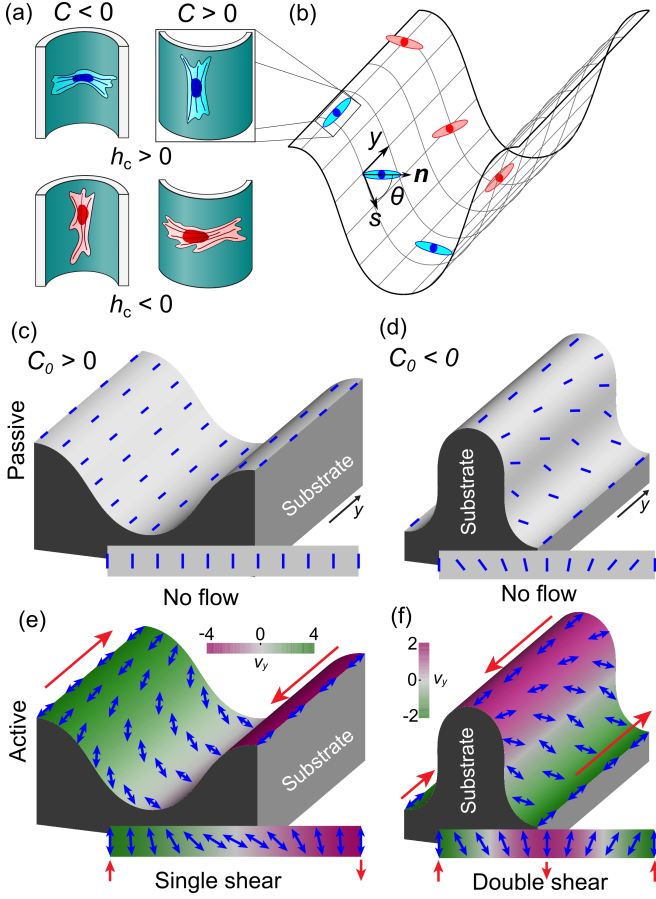 (a) C < 0 C > 0
h_c > 0
h_c < 0
(b)
y
n
θ
s
(c)
C_0 > 0
Passive
Substrate
y
No flow
(d)
C_0 < 0
Substrate
y
No flow
(e)
-4 0 4
v_y
Active
Substrate
Single shear
(f)
2
0
-2
v_y
Substrate
Double shear